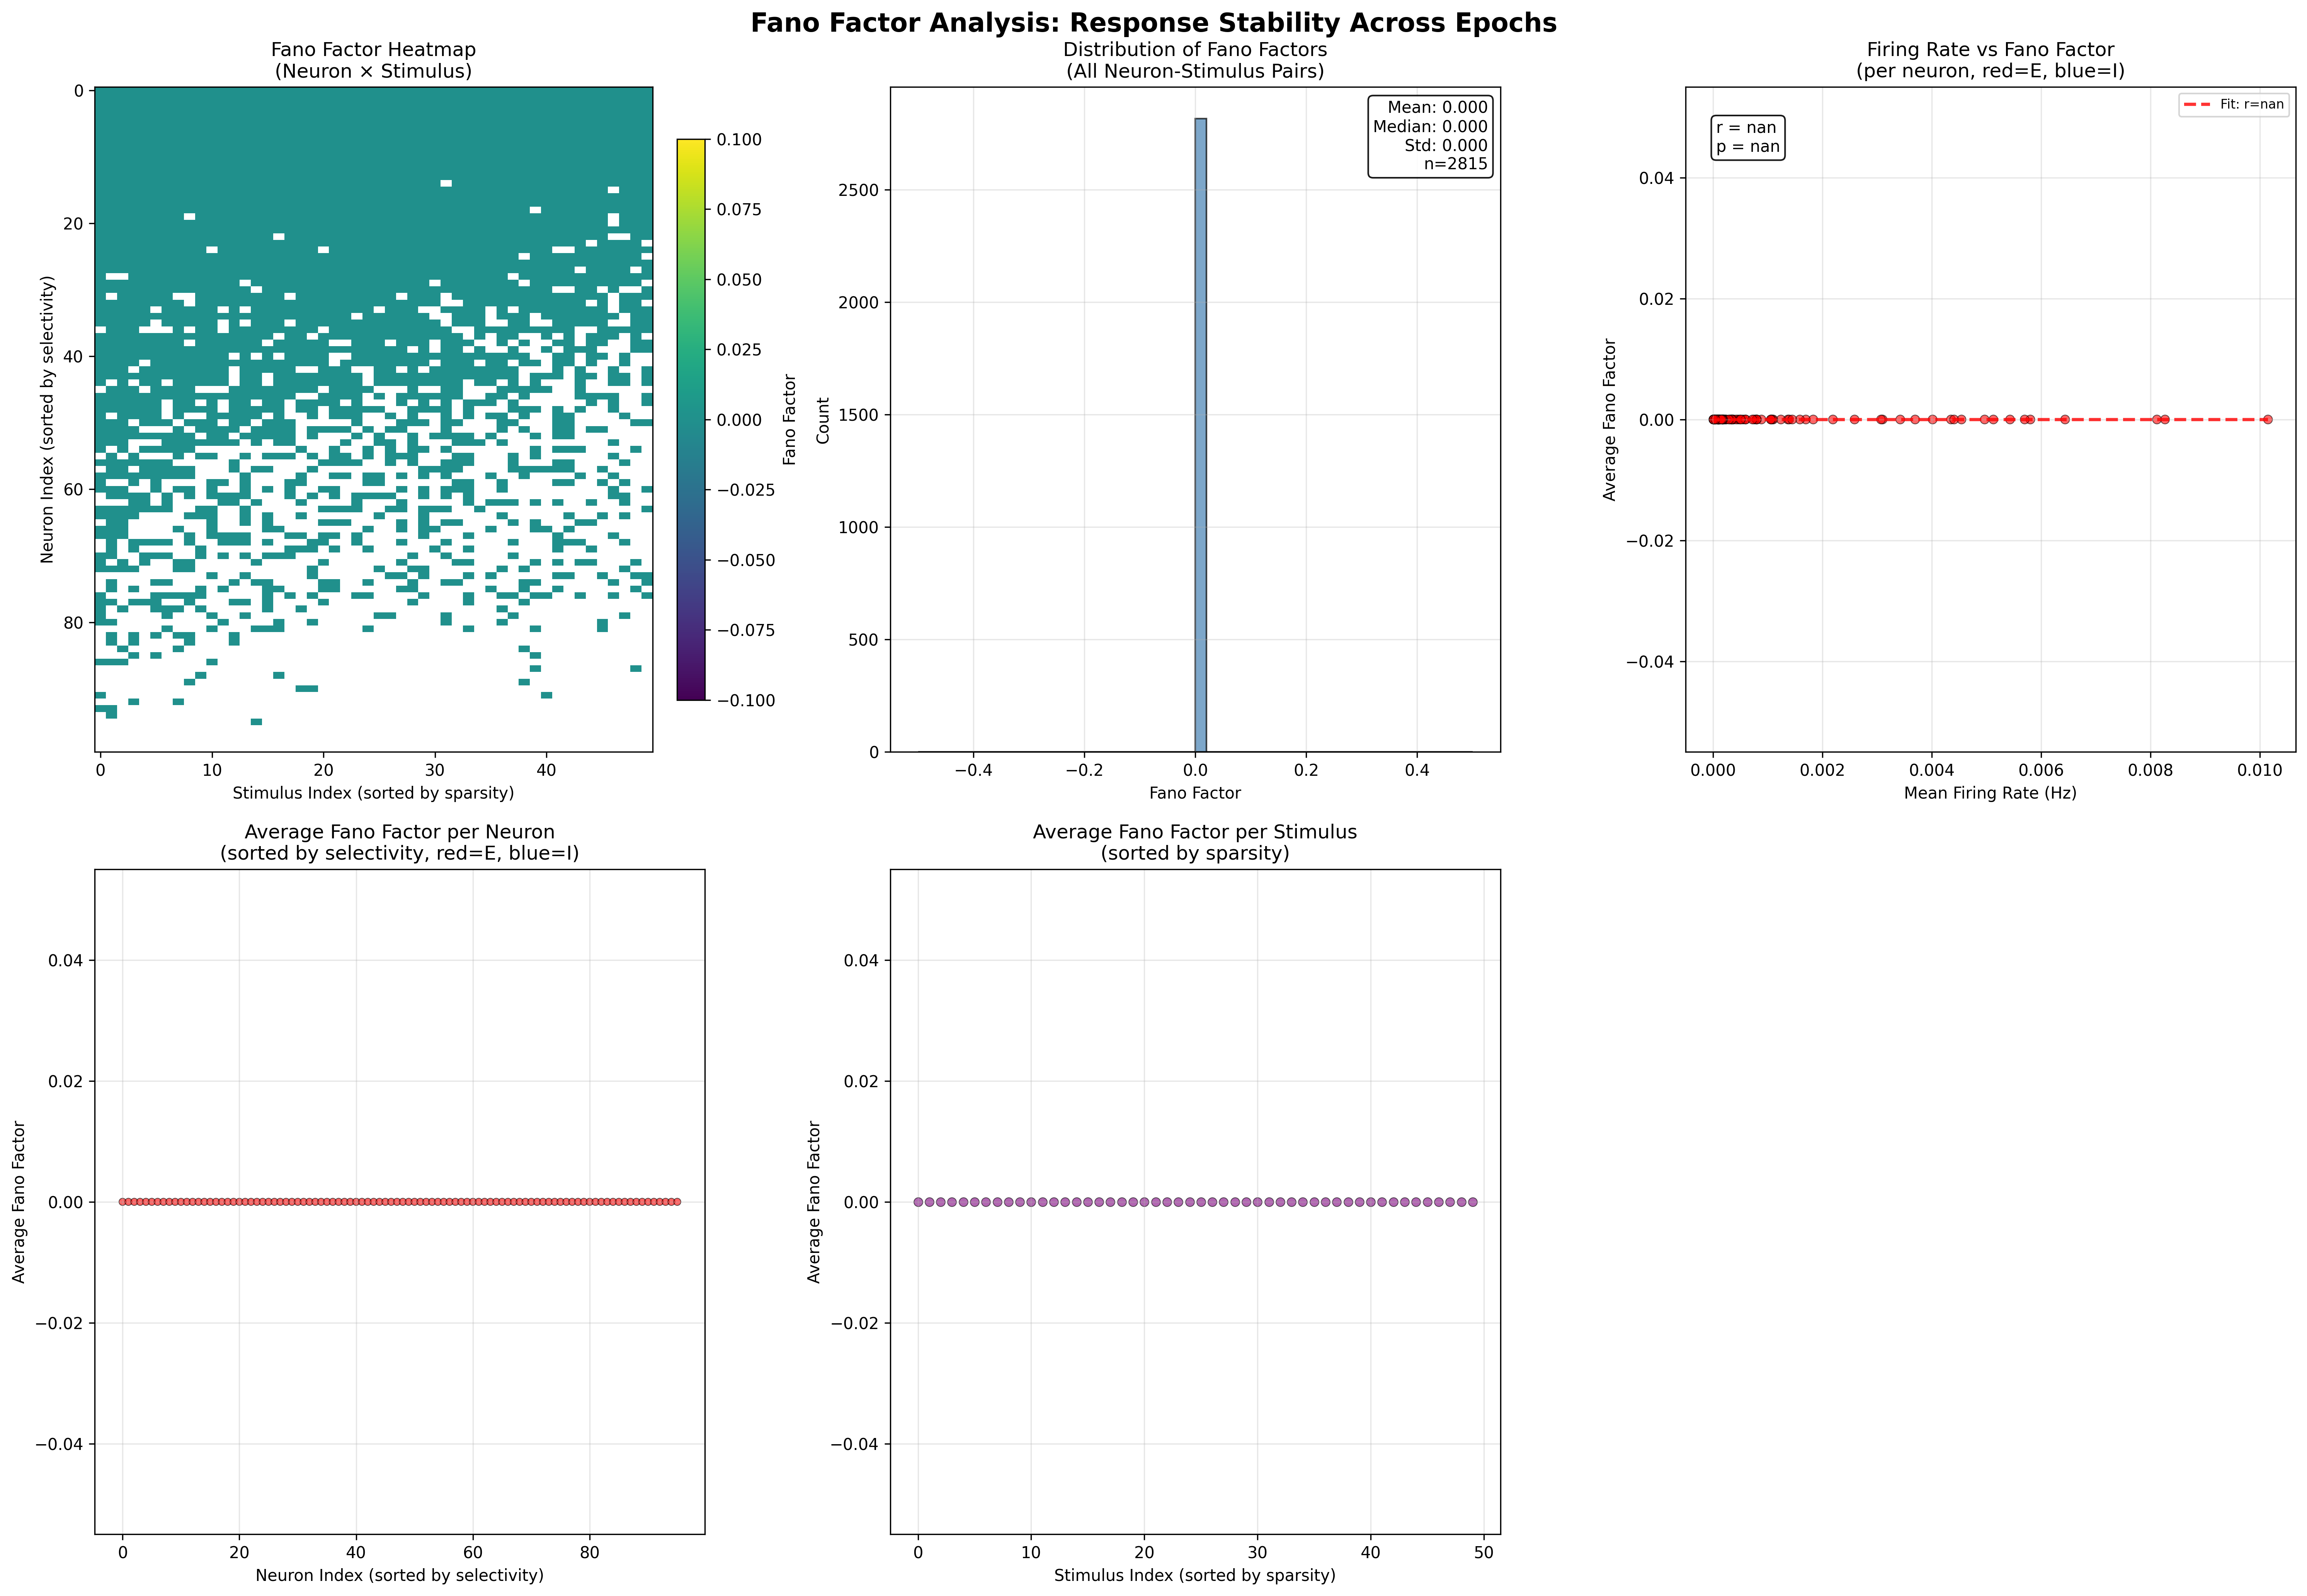 Fano Factor Analysis: Response Stability Across Epochs
Fano Factor Heatmap
(Neuron × Stimulus)
0
20
40
60
80
0
10
20
30
40
Neuron Index (sorted by selectivity)
Stimulus Index (sorted by sparsity)
0.100
0.075
0.050
0.025
0.000
−0.025
−0.050
−0.075
−0.100
Fano Factor
Distribution of Fano Factors
(All Neuron-Stimulus Pairs)
Mean: 0.000
Median: 0.000
Std: 0.000
n=2815
2500
2000
1500
1000
500
0
−0.4
−0.2
0.0
0.2
0.4
Count
Fano Factor
Firing Rate vs Fano Factor
(per neuron, red=E, blue=I)
r = nan
p = nan
Fit: r=nan
0.04
0.02
0.00
−0.02
−0.04
0.000
0.002
0.004
0.006
0.008
0.010
Average Fano Factor
Mean Firing Rate (Hz)
Average Fano Factor per Neuron
(sorted by selectivity, red=E, blue=I)
0.04
0.02
0.00
−0.02
−0.04
0
20
40
60
80
Average Fano Factor
Neuron Index (sorted by selectivity)
Average Fano Factor per Stimulus
(sorted by sparsity)
0.04
0.02
0.00
−0.02
−0.04
0
10
20
30
40
50
Average Fano Factor
Stimulus Index (sorted by sparsity)